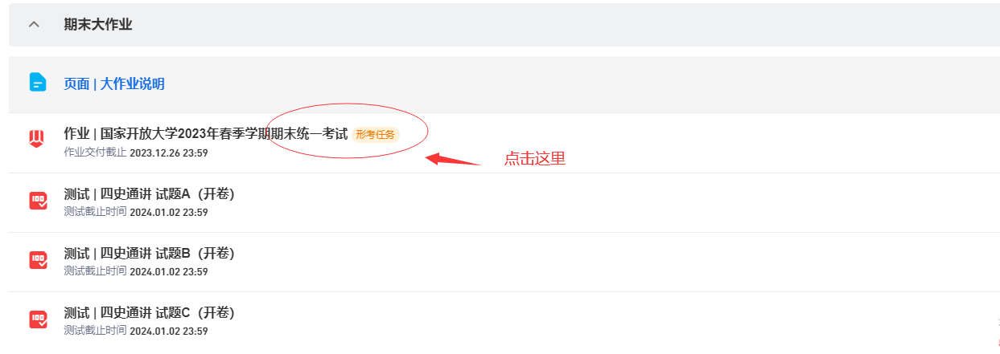 期末大作业
页面 | 大作业说明
作业 | 国家开放大学2023年春季学期期末统一考试 形考任务
作业交付截止 2023.12.26 23:59
点击这里
测试 | 四史通讲 试题A（开卷）
测试截止时间 2024.01.02 23:59
测试 | 四史通讲 试题B（开卷）
测试截止时间 2024.01.02 23:59
测试 | 四史通讲 试题C（开卷）
测试截止时间 2024.01.02 23:59